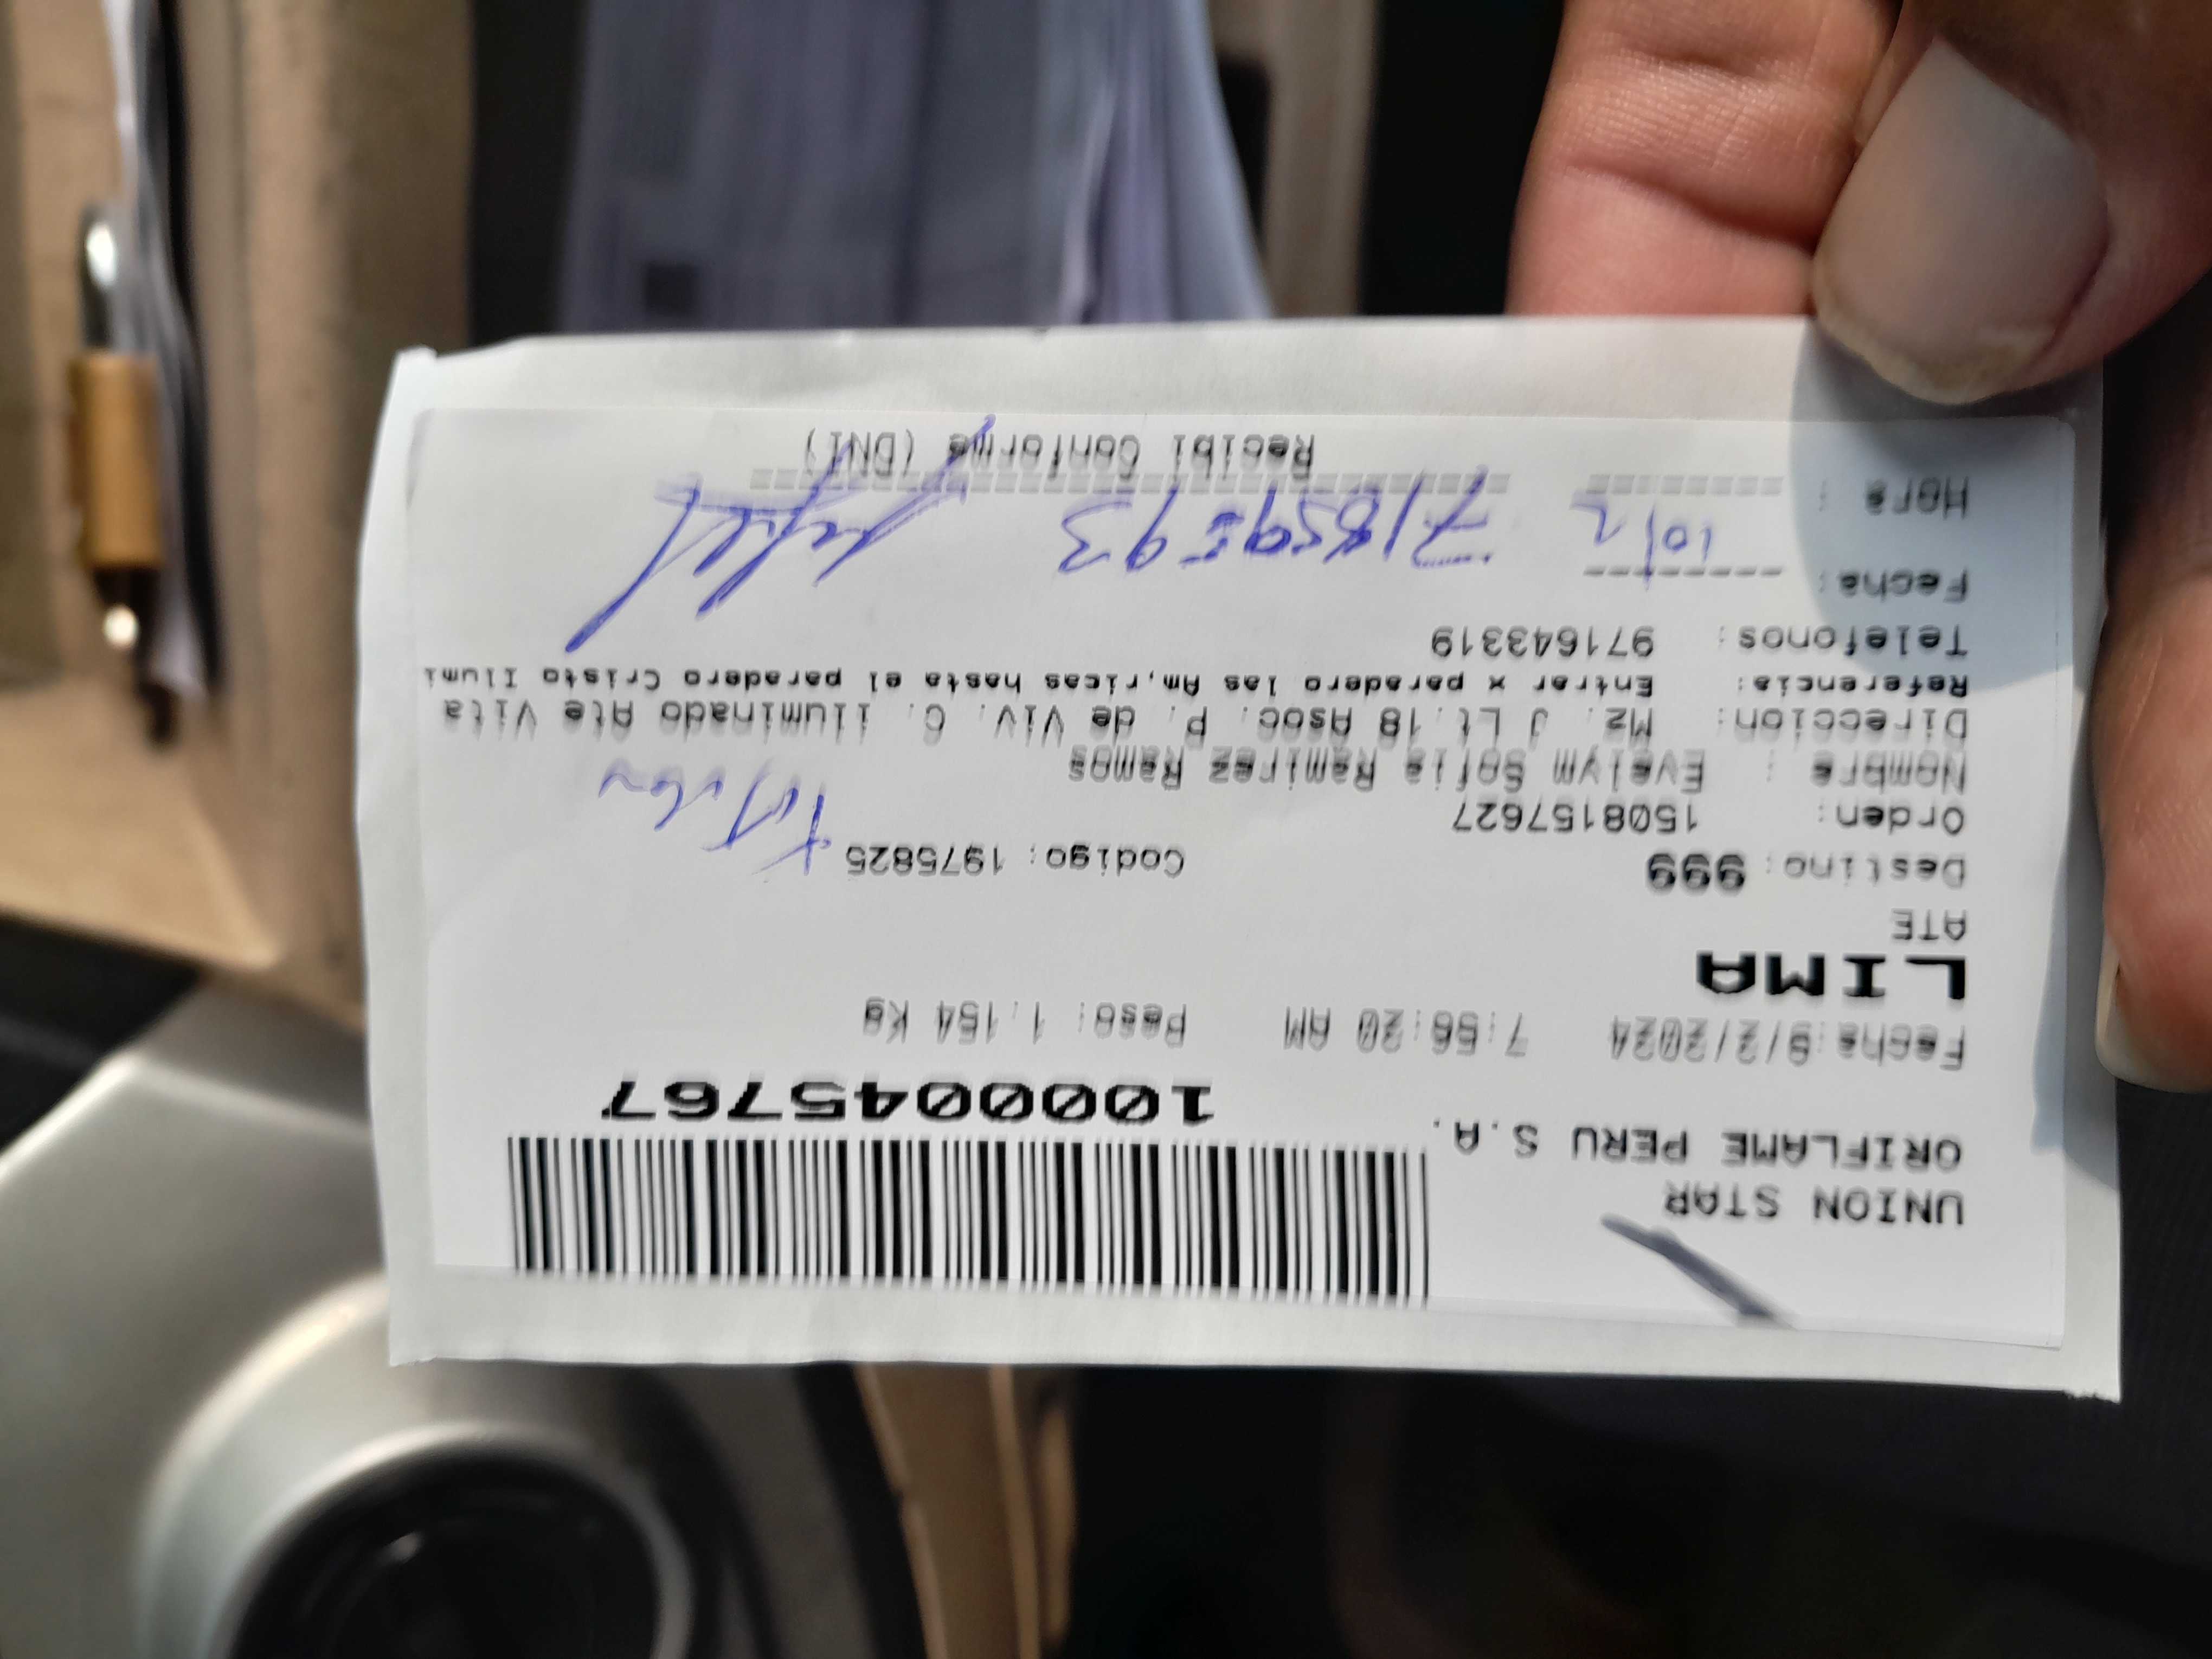 UNION STAR
ORIFLAME PERU S.A.
1000045767
Fecha:9/2/2024 7:56:20 AM Peso: 1.154 Kg
LIMA
ATE
Destino: 999 Codigo: 1975825
Orden: 1508157627
Nombre : Evelym Sofia Ramirez Ramos
Direccion: Mz. J Lt.18 Asoc. P. de Viv. C. iluminado Ate Vita
Referencia: Entrar x paradero las Am,ricas hasta el paradero Cristo Ilumi
Telefonos: 971643319
Fecha: 10/2
Hora :
Recibi Conforme (DNI)